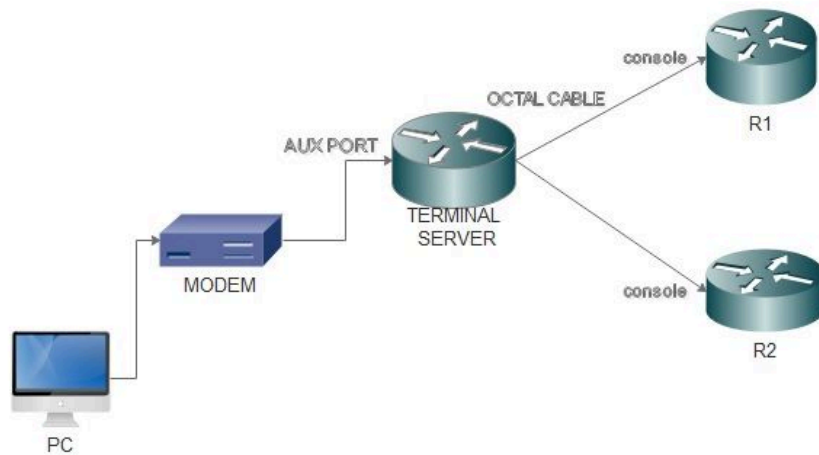 console
R1
OCTAL CABLE
AUX PORT
TERMINAL
SERVER
MODEM
console
R2
PC